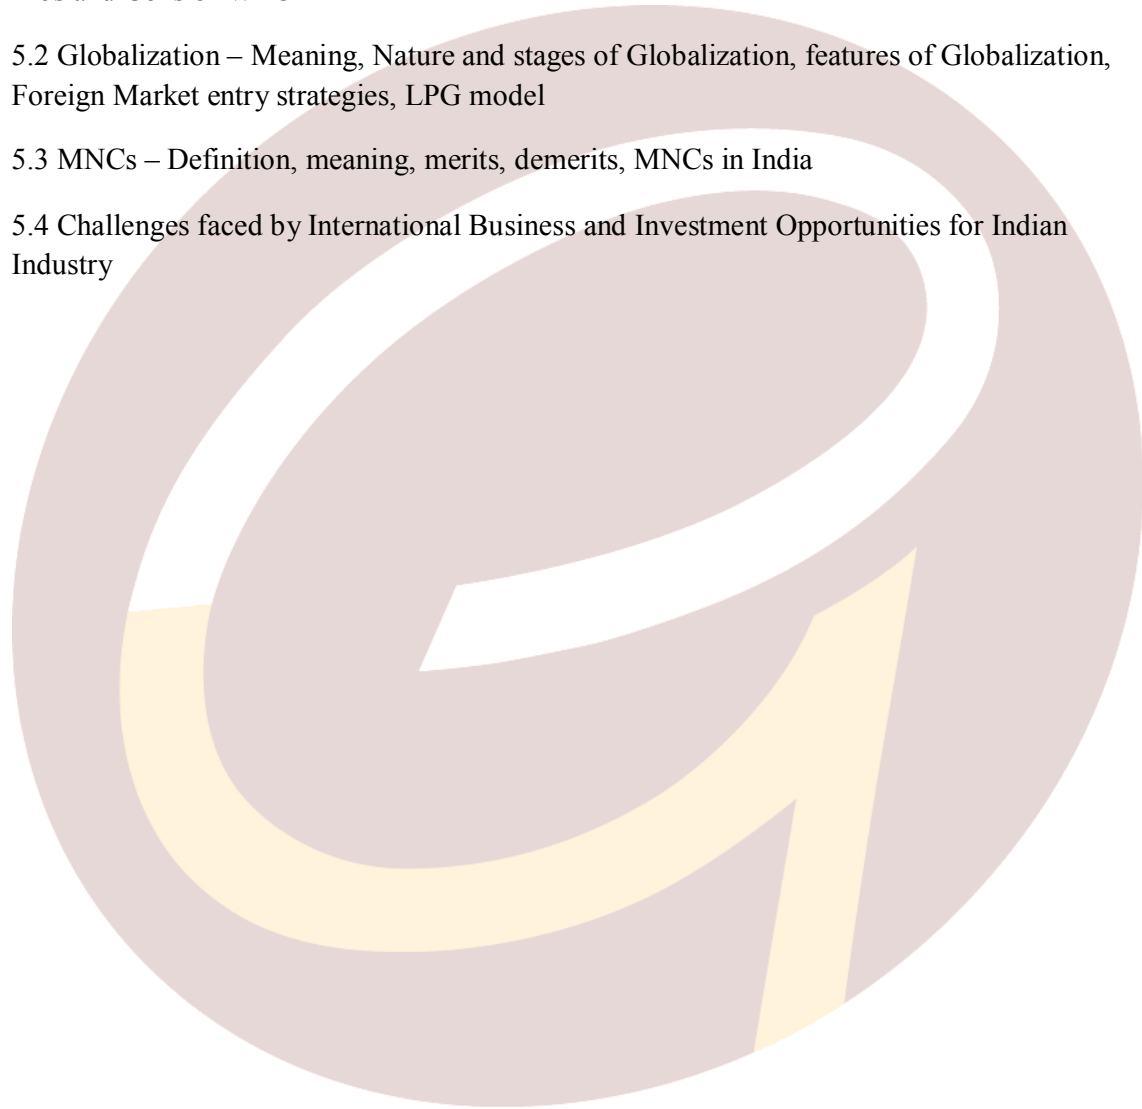 5.2 Globalization – Meaning, Nature and stages of Globalization, features of Globalization,
Foreign Market entry strategies, LPG model
5.3 MNCs – Definition, meaning, merits, demerits, MNCs in India
5.4 Challenges faced by International Business and Investment Opportunities for Indian
Industry